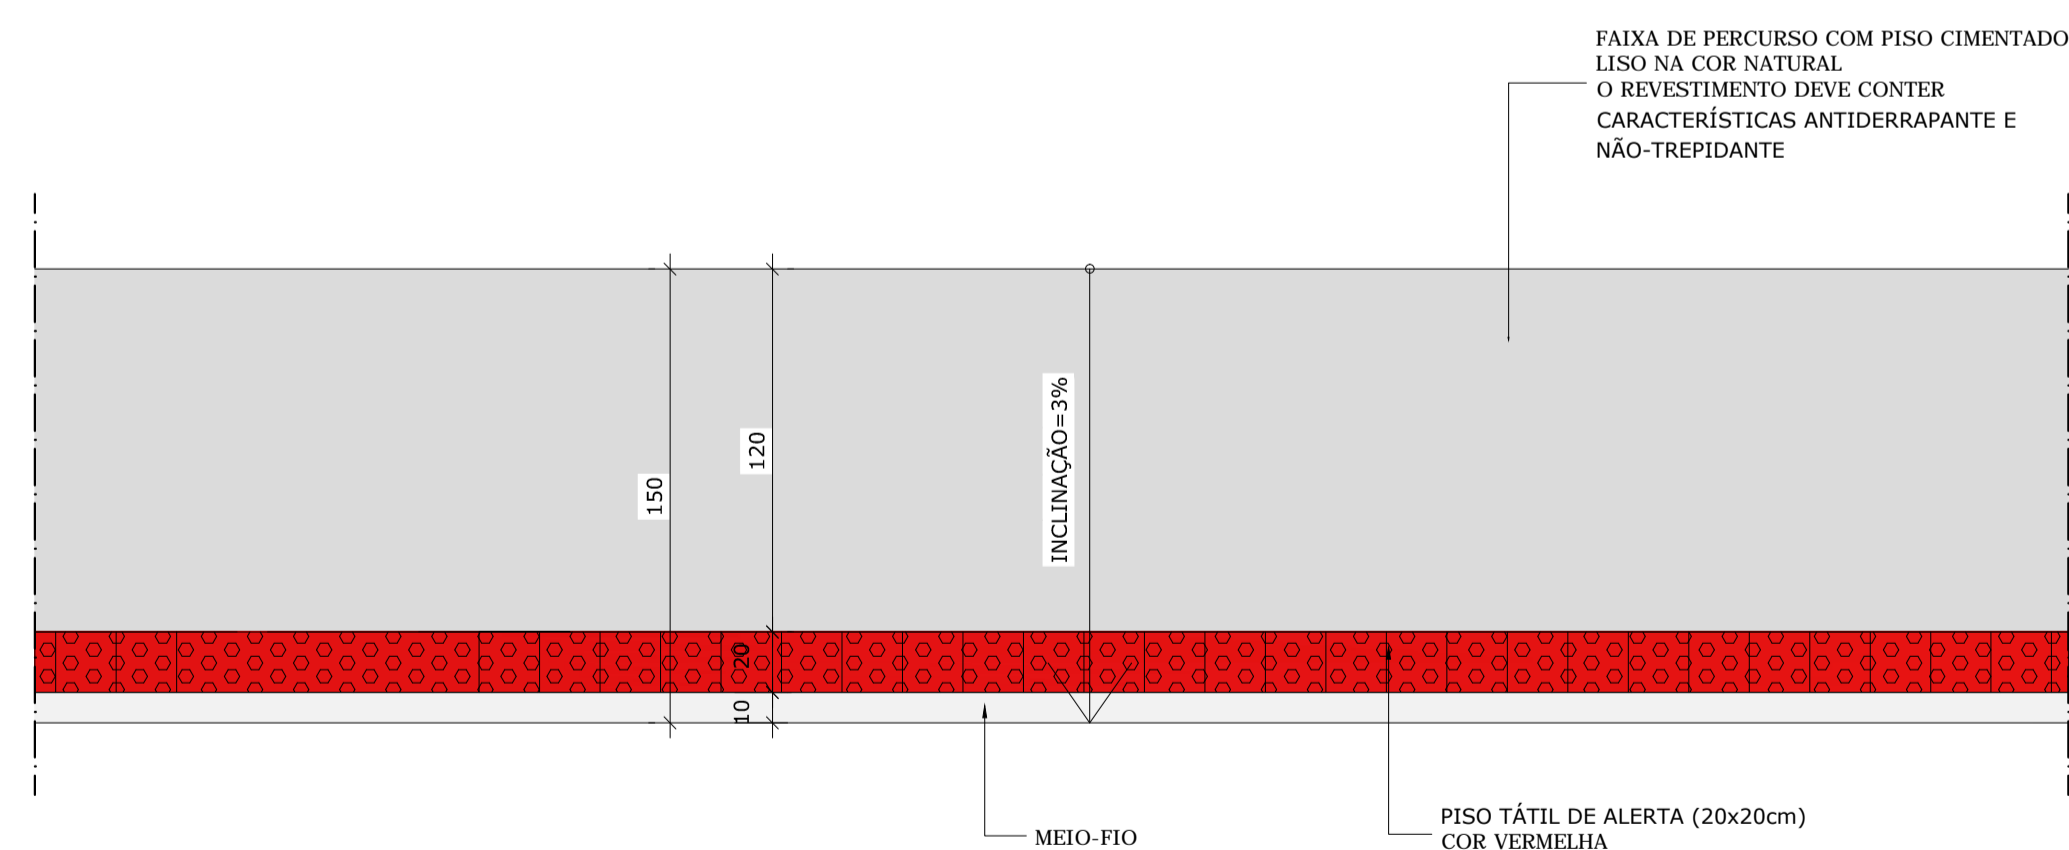 FAIXA DE PERCURSO COM PISO CIMENTADO
LISO NA COR NATURAL
O REVESTIMENTO DEVE CONTER
CARACTERÍSTICAS ANTIDERRAPANTE E
NÃO-TREPIDANTE
150
120
INCLINAÇÃO=3%
20
10
MEIO-FIO
PISO TÁTIL DE ALERTA (20x20cm)
COR VERMELHA